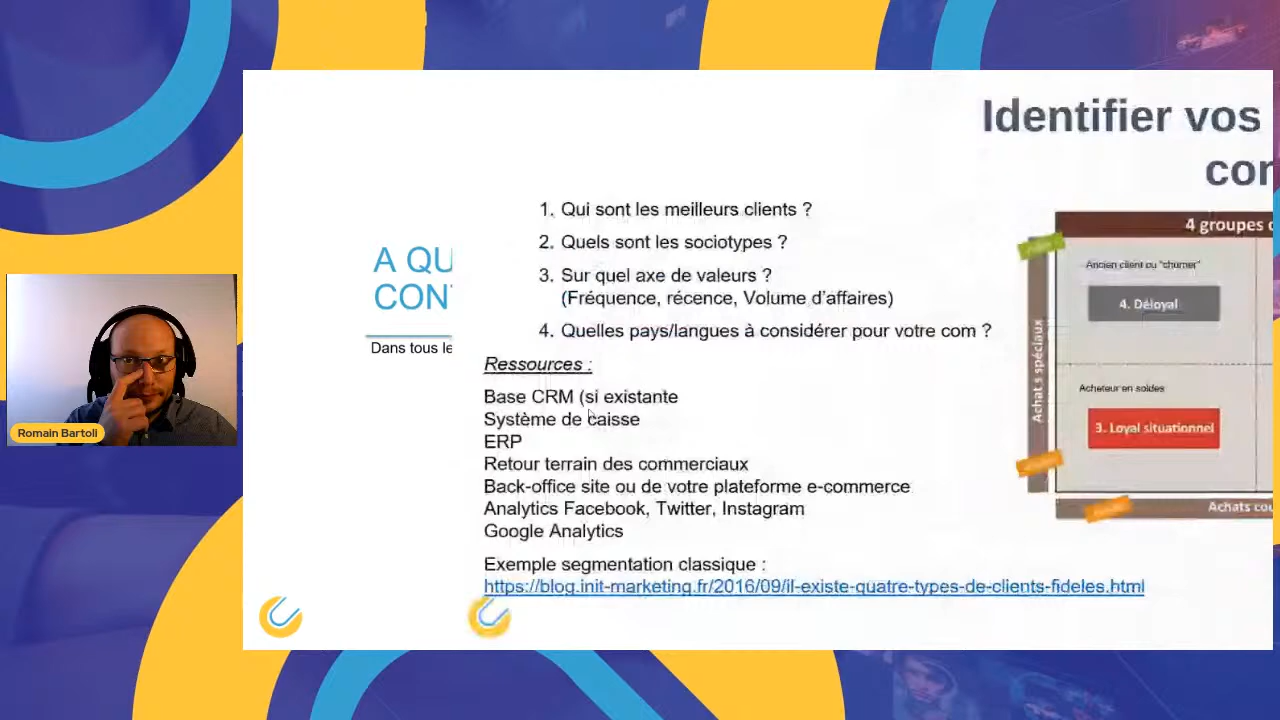 Identifier vos
con
A QU
CONT
Dans tous le
1. Qui sont les meilleurs clients ?
2. Quels sont les sociotypes ?
3. Sur quel axe de valeurs ?
(Fréquence, récence, Volume d’affaires)
4. Quelles pays/langues à considérer pour votre com ?
Ressources :
Base CRM (si existante
Système de caisse
ERP
Retour terrain des commerciaux
Back-office site ou de votre plateforme e-commerce
Analytics Facebook, Twitter, Instagram
Google Analytics
Exemple segmentation classique :
https://blog.init-marketing.fr/2016/09/il-existe-quatre-types-de-clients-fideles.html
4 groupes
Ancien client ou "churner"
4. Déloyal
Achats spéciaux
Acheteur en soldes
3. Loyal situationnel
Achats cou
Romain Bartoli